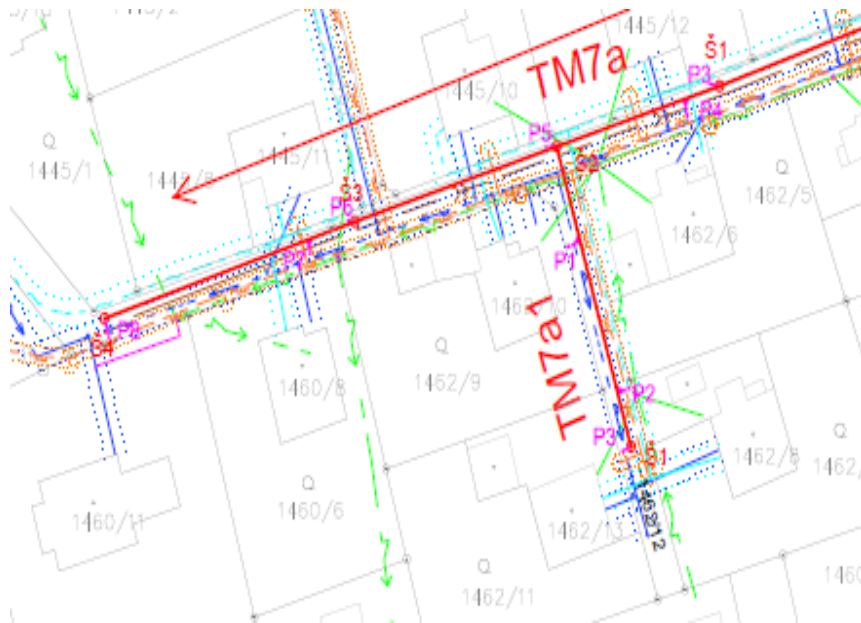 1445/2
1445/12
Š1
P3
TM7a
1445/10
P4
P5
Q
1445/1
1445/11
Š2
Q
1462/5
Š3
P6
1462/6
P7
P1
TM7a1
P8
Š4
Q
1462/9
1460/8
P2
P3
Š1
1462/8
Q
1460/6
1460/11
1462/13
1462/12
Q
1462/11